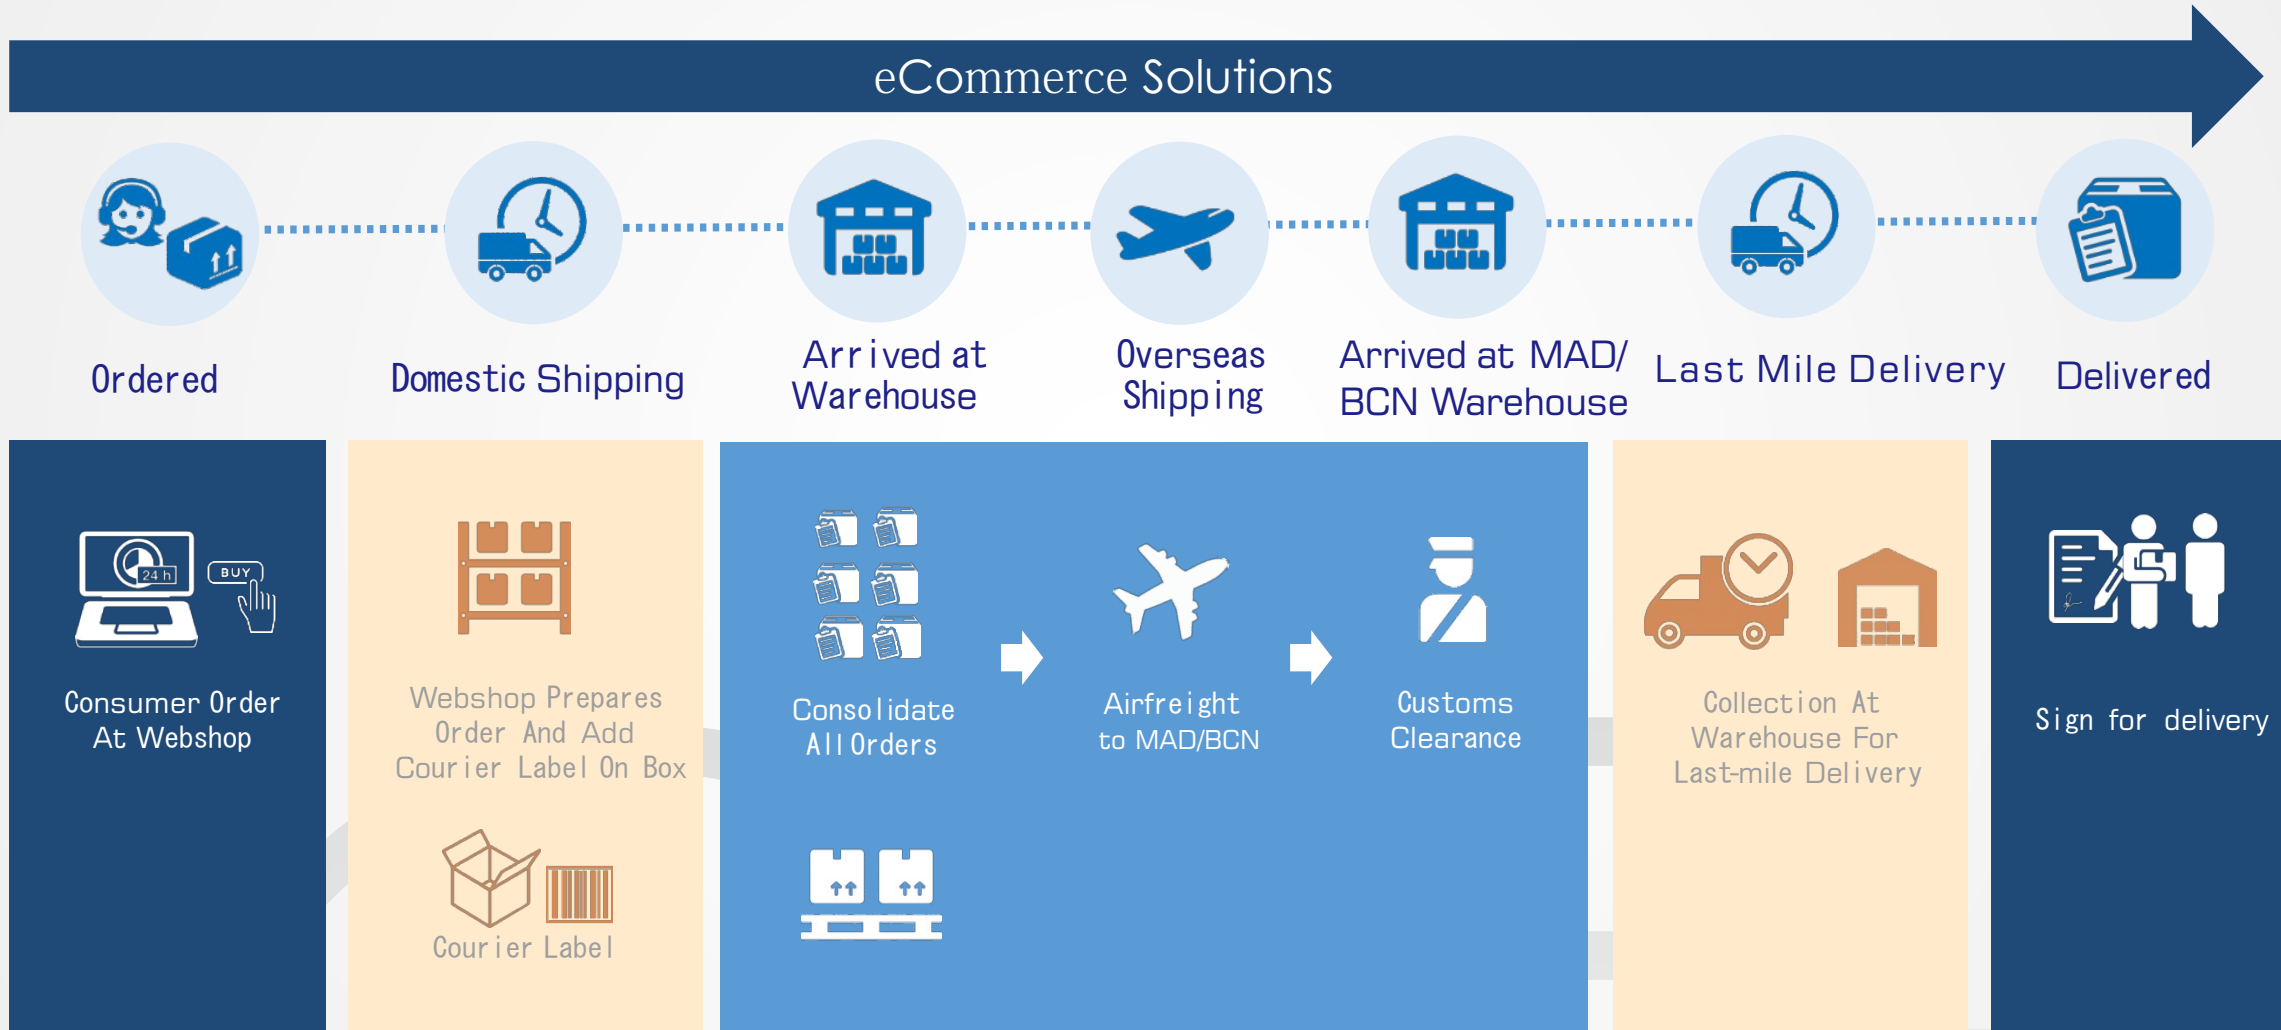 eCommerce Solutions
Ordered
Domestic Shipping
Arrived at
Warehouse
Overseas
Shipping
Arrived at MAD/
BCN Warehouse
Last Mile Delivery
Delivered
24 h
BUY
Consumer Order
At Webshop
Webshop Prepares
Order And Add
Courier Label On Box
Courier Label
Consolidate
All Orders
Airfreight
to MAD/BCN
Customs
Clearance
Collection At
Warehouse For
Last-mile Delivery
Sign for delivery